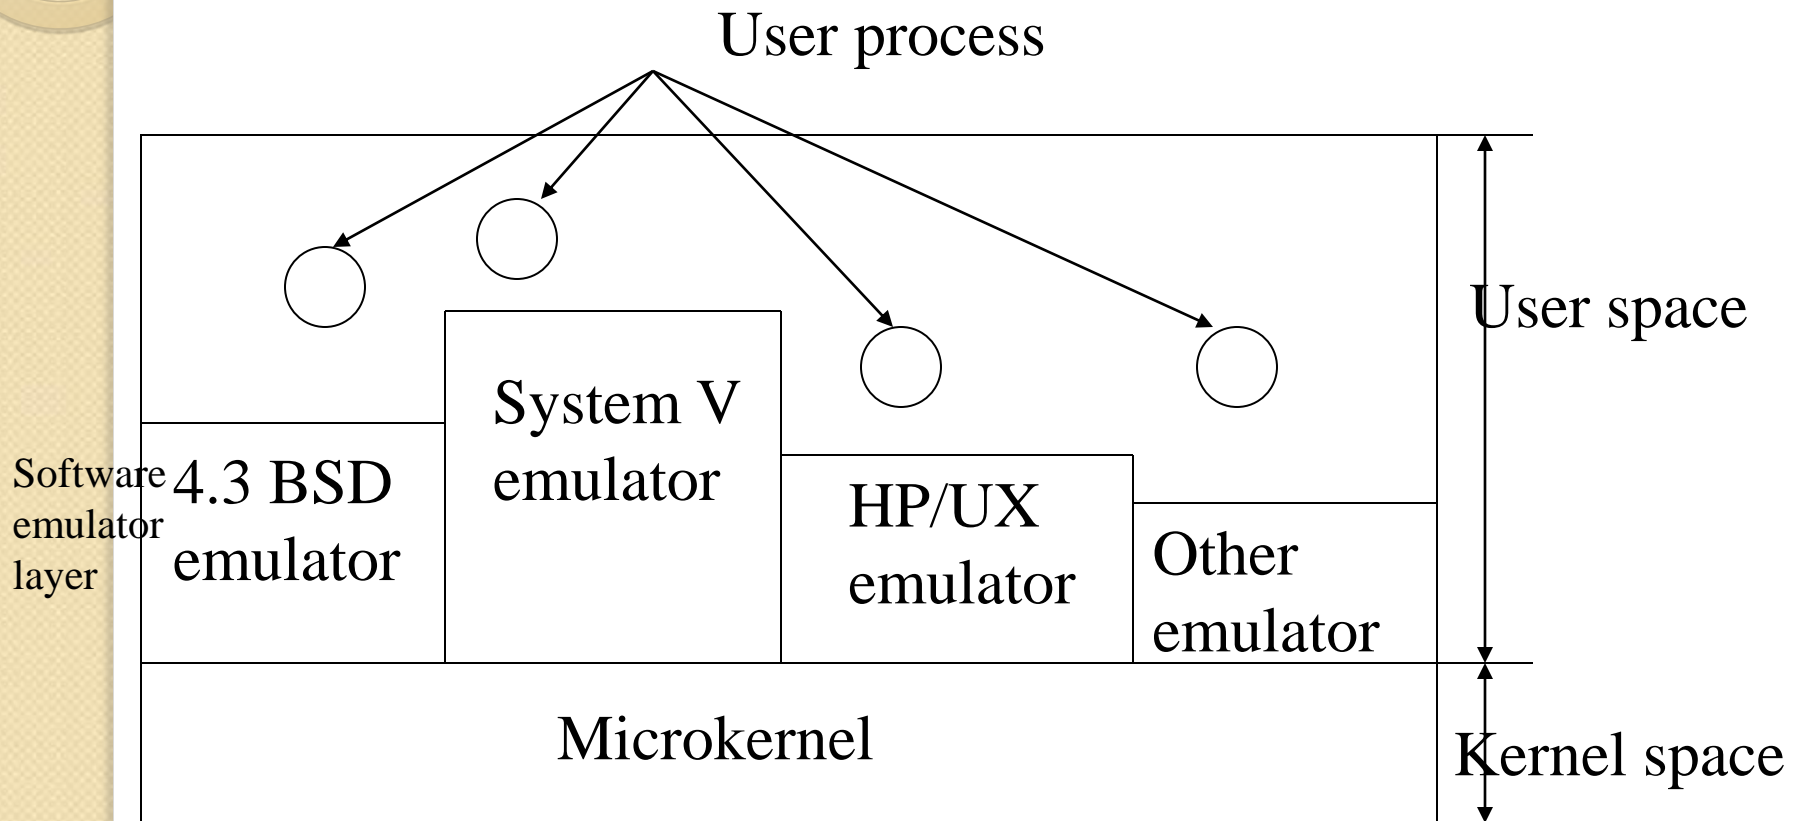 User process
User space
System V
emulator
Software
emulator
layer
4.3 BSD
emulator
HP/UX
emulator
Other
emulator
Microkernel
Kernel space